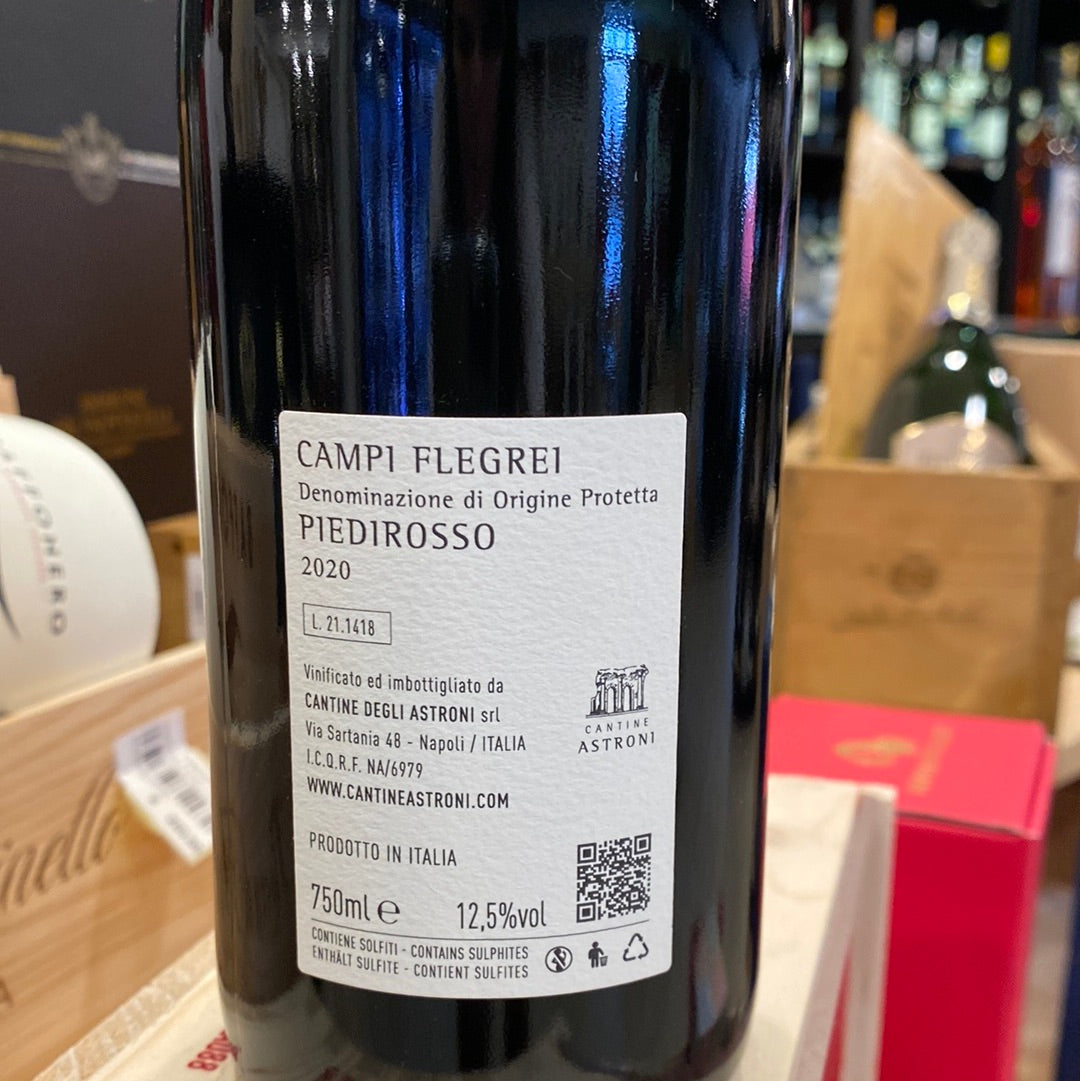 CAMPI FLEGREI
Denominazione di Origine Protetta
PIEDIROSSO
2020
L. 21.1418
Vinificato ed imbottigliato da
CANTINE DEGLI ASTRONI srl
Via Sartania 48 - Napoli / ITALIA
I.C.Q.R.F. NA/6979
WWW.CANTINEASTRONI.COM
CANTINE
ASTRONI
PRODOTTO IN ITALIA
750ml e
12,5%vol
CONTIENE SOLFITI - CONTAINS SULPHITES
ENTHÄLT SULFITE - CONTIENT SULFITES